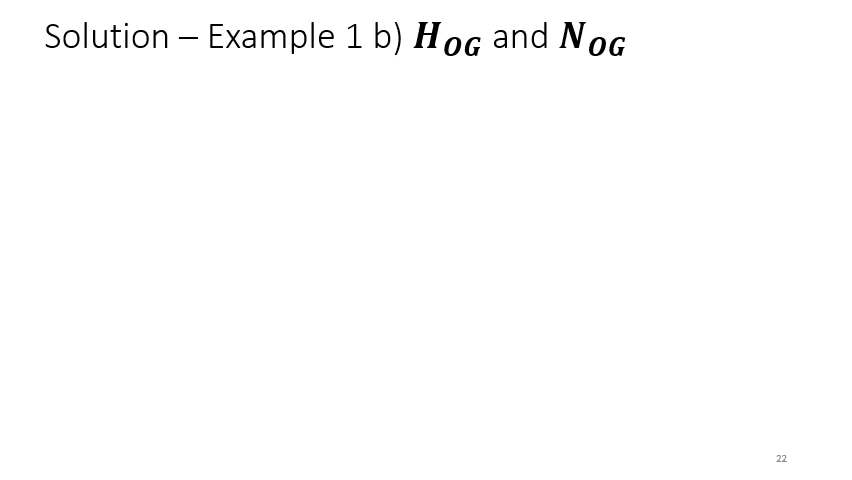 Solution – Example 1 b) H_OG and N_OG
22